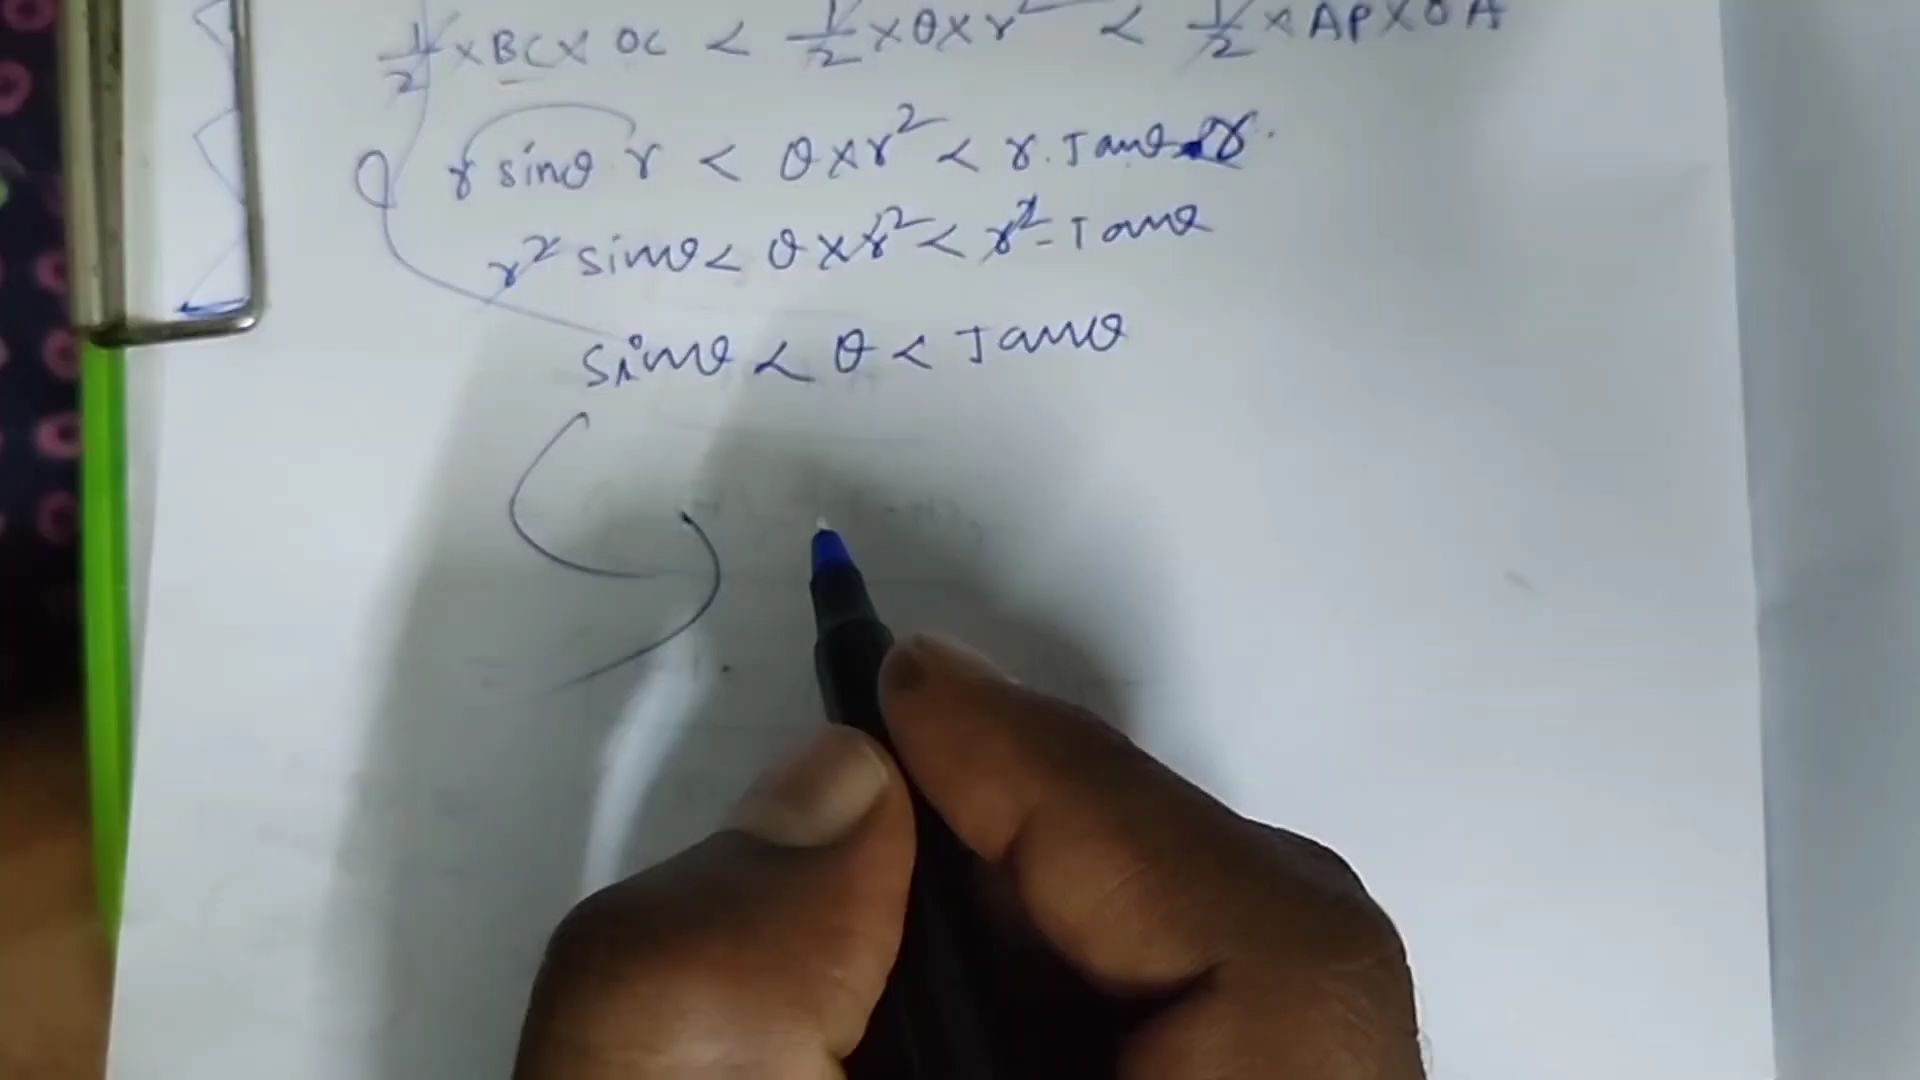 1/2 × BC × OC < 1/2 × θ × r² < 1/2 × AP × OA
r sinθ r < θ × r² < r. Tanθ r.
r² sinθ < θ × r² < r² - Tanθ
sinθ < θ < Tanθ